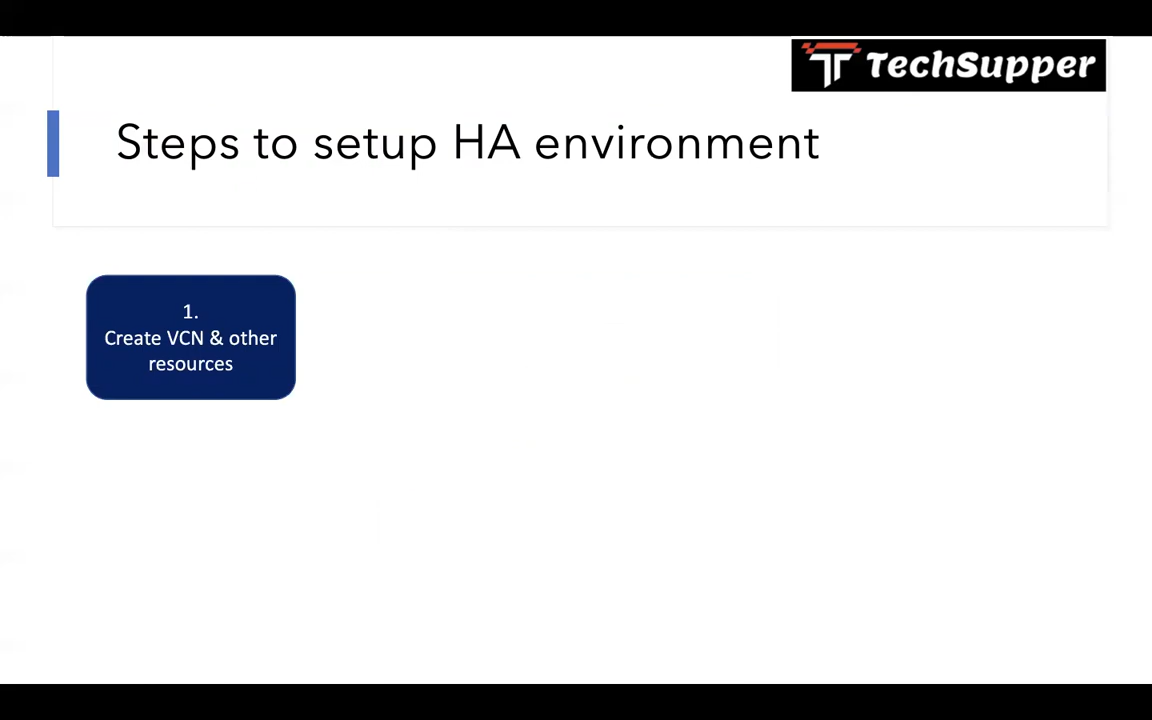 TechSupper
Steps to setup HA environment
1.
Create VCN & other
resources